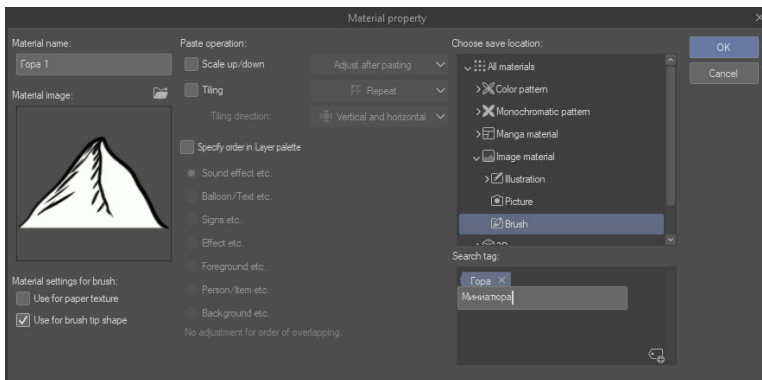 Material property
Material name:
Гора 1
Material image:
Material settings for brush:
Use for paper texture
Use for brush tip shape
Paste operation:
Scale up/down
Adjust after pasting
Tiling
Repeat
Tiling direction:
Vertical and horizontal
Specify order in Layer palette
Sound effect etc.
Balloon/Text etc.
Signs etc.
Effect etc.
Foreground etc.
Person/Item etc.
Background etc.
No adjustment for order of overlapping.
Choose save location:
All materials
Color pattern
Monochromatic pattern
Manga material
Image material
Illustration
Picture
Brush
3D
Search tag:
Гора
Миниатюра
OK
Cancel